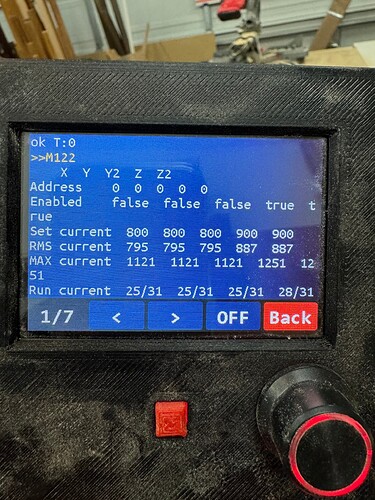 ok T:0
>>M122
X Y Y2 Z Z2
Address 0 0 0 0 0
Enabled false false false true t
rue
Set current 800 800 800 900 900
RMS current 795 795 795 887 887
MAX current 1121 1121 1121 1251 12
51
Run current 25/31 25/31 25/31 28/31
1/7 < > OFF Back